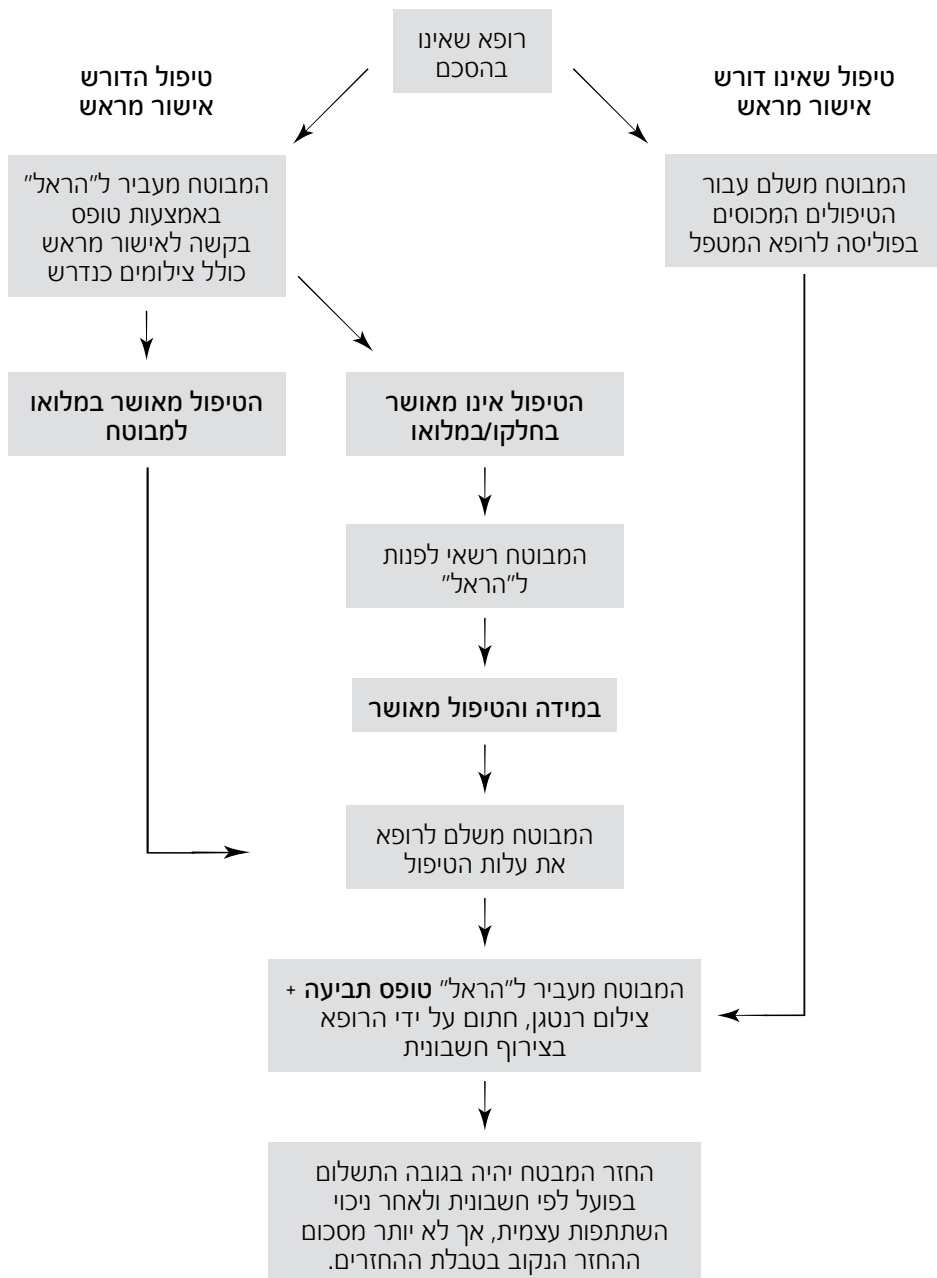 רופא שאינו
בהסכם
טיפול שאינו דורש
אישור מראש
טיפול הדורש
אישור מראש
המבוטח משלם עבור
הטיפולים המכוסים
בפוליסה לרופא המטפל
המבוטח מעביר ל"הראל"
באמצעות טופס
בקשה לאישור מראש
כולל צילומים כנדרש
הטיפול אינו מאושר
בחלקו/במלואו
הטיפול מאושר במלואו
למבוטח
המבוטח רשאי לפנות
ל"הראל"
במידה והטיפול מאושר
המבוטח משלם לרופא
את עלות הטיפול
המבוטח מעביר ל"הראל" טופס תביעה +
צילום רנטגן, חתום על ידי הרופא
בצירוף חשבונית
החזר המבטח יהיה בגובה התשלום
בפועל לפי חשבונית ולאחר ניכוי
השתתפות עצמית, אך לא יותר מסכום
ההחזר הנקוב בטבלת ההחזרים.